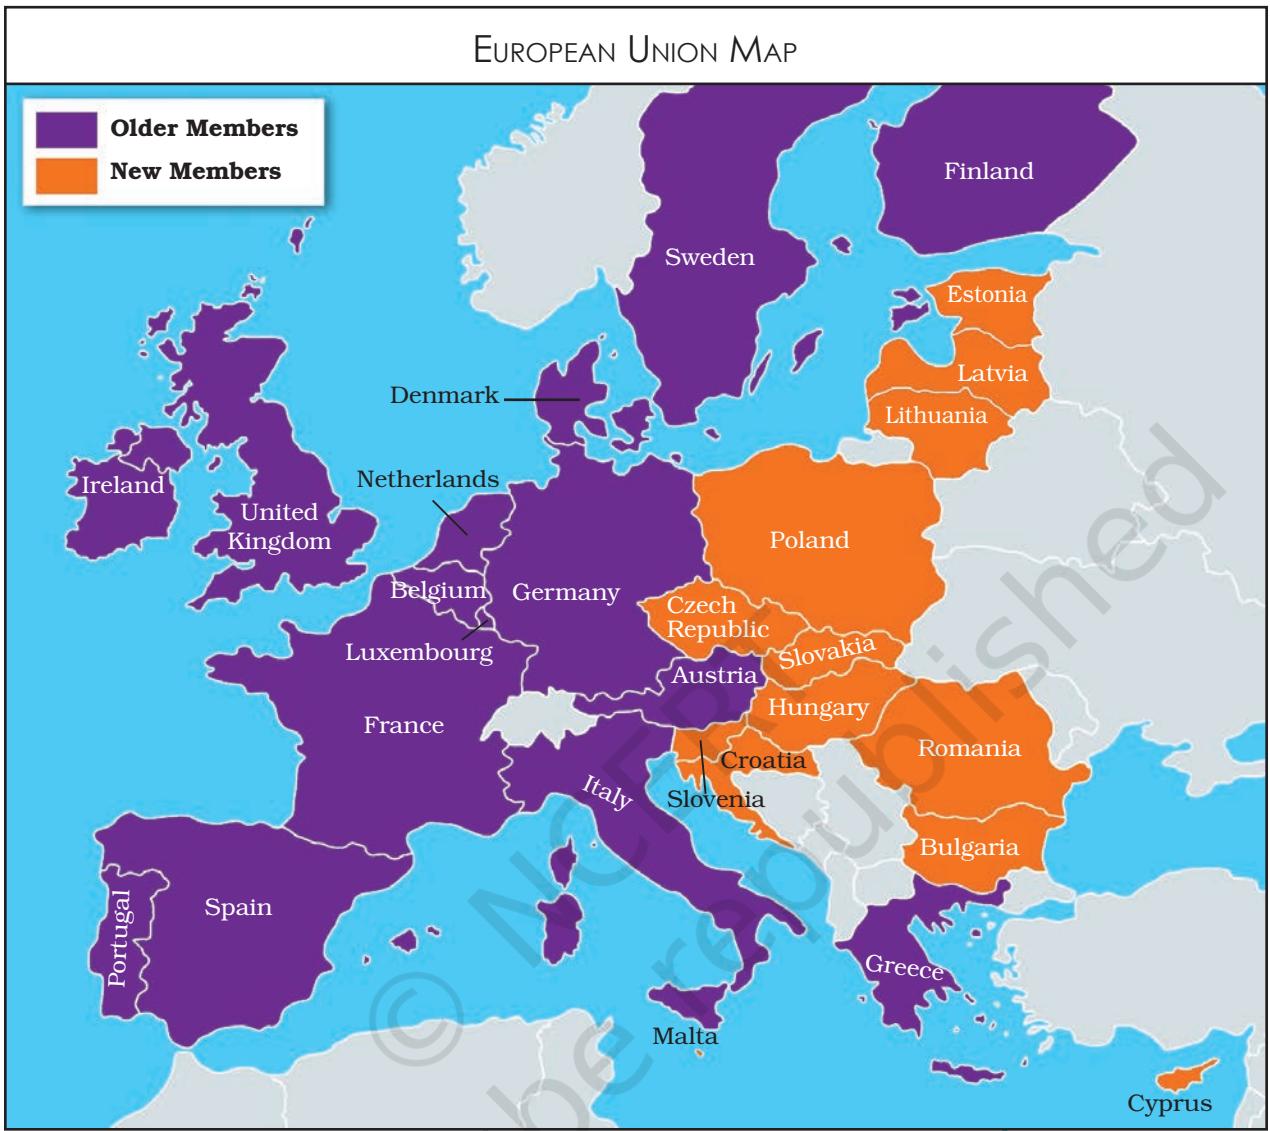 European Union Map
Older Members
New Members
Finland
Sweden
Estonia
Latvia
Lithuania
Denmark
Netherlands
Ireland
United
Kingdom
Belgium
Germany
Poland
Luxembourg
Czech
Republic
Slovakia
Austria
Hungary
France
Croatia
Romania
Slovenia
Italy
Bulgaria
Spain
Portugal
Greece
Malta
Cyprus
© NCERT
be republished